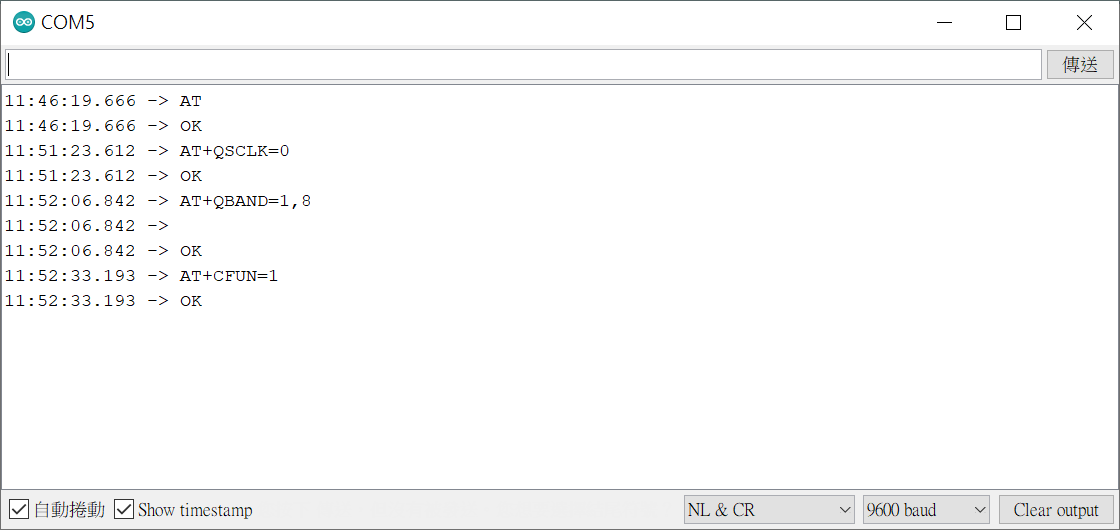 COM5
傳送
11:46:19.666 -> AT
11:46:19.666 -> OK
11:51:23.612 -> AT+QSCLK=0
11:51:23.612 -> OK
11:52:06.842 -> AT+QBAND=1,8
11:52:06.842 ->
11:52:06.842 -> OK
11:52:33.193 -> AT+CFUN=1
11:52:33.193 -> OK
自動捲動 Show timestamp NL & CR 9600 baud Clear output